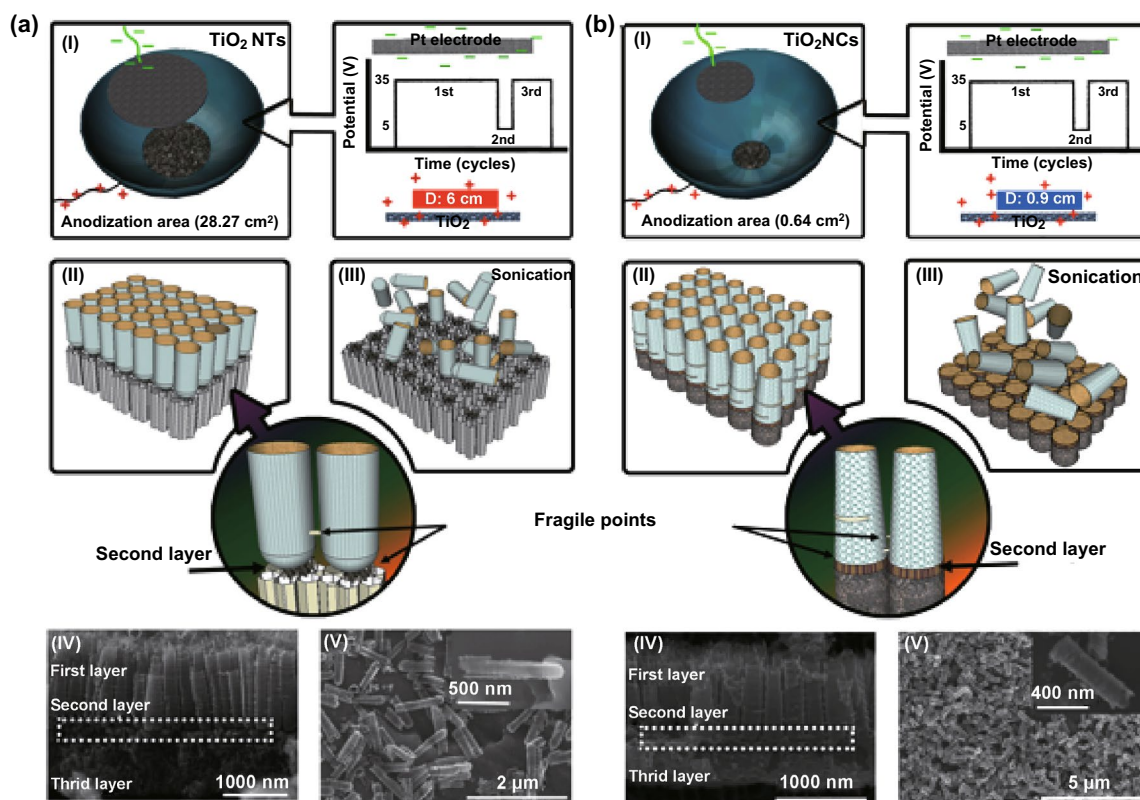 (a)
(I)
TiO2 NTs
Anodization area (28.27 cm²)
Pt electrode
Potential (V)
35
5
1st
2nd
3rd
Time (cycles)
D: 6 cm
TiO2
(II)
(III)
Sonication
Second layer
(IV)
First layer
Second layer
Thrid layer
1000 nm
(V)
500 nm
2 µm
Fragile points
(b)
(I)
TiO2NCs
Anodization area (0.64 cm²)
Pt electrode
Potential (V)
35
5
1st
2nd
3rd
Time (cycles)
D: 0.9 cm
TiO2
(II)
(III)
Sonication
Second layer
(IV)
First layer
Second layer
Thrid layer
1000 nm
(V)
400 nm
5 µm